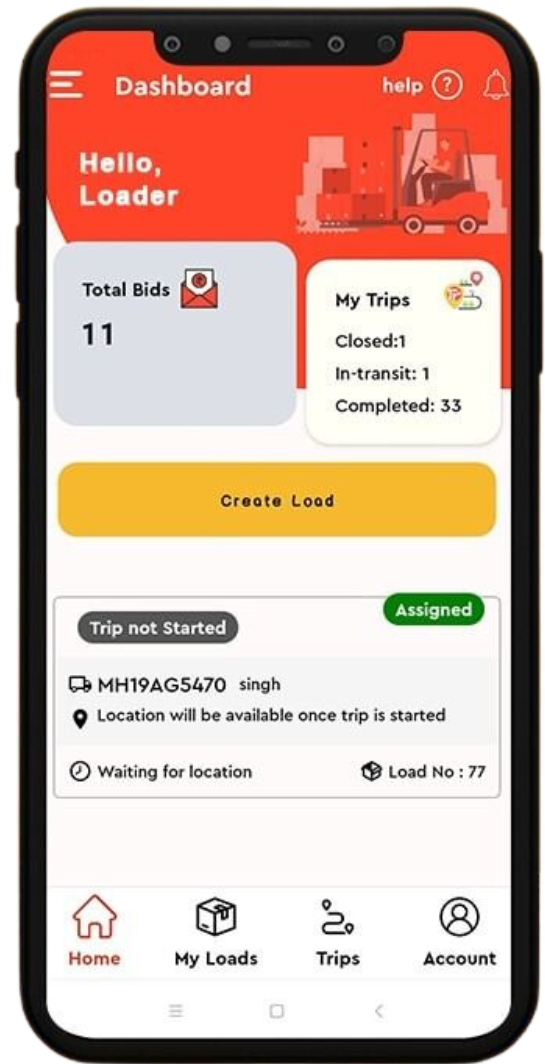 Dashboard
help ?
Hello,
Loader
Total Bids
11
My Trips
Closed:1
In-transit: 1
Completed: 33
Create Load
Assigned
Trip not Started
MH19AG5470 singh
Location will be available once trip is started
Waiting for location
Load No : 77
Home
My Loads
Trips
Account